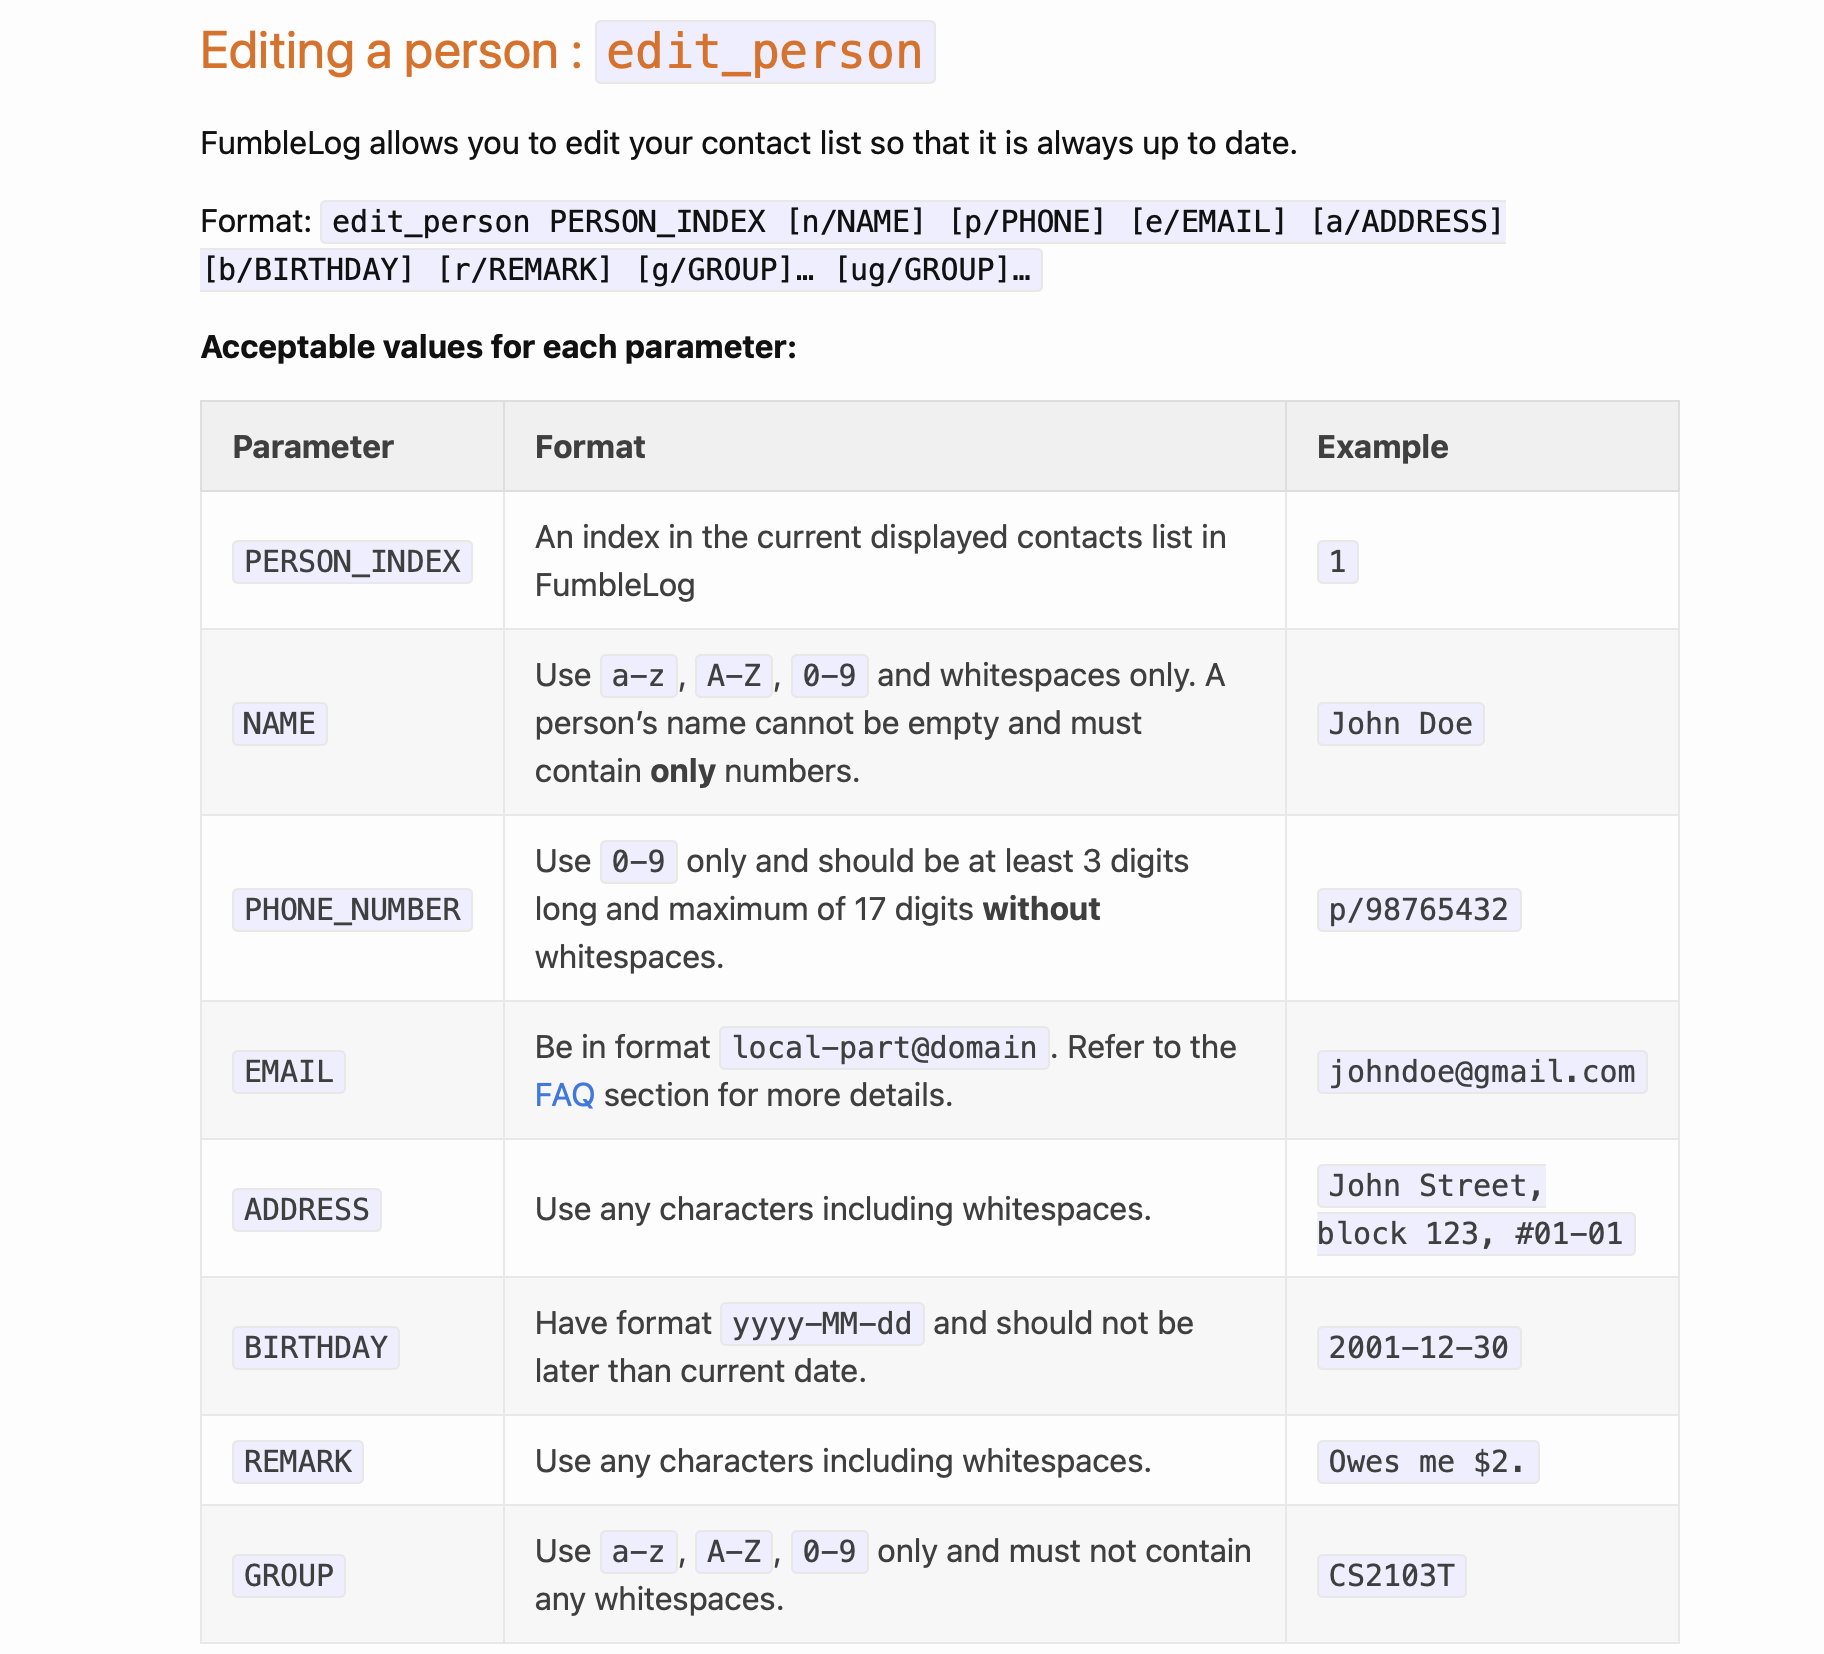 Editing a person : edit_person
FumbleLog allows you to edit your contact list so that it is always up to date.
Format: edit_person PERSON_INDEX [n/NAME] [p/PHONE] [e/EMAIL] [a/ADDRESS]
[b/BIRTHDAY] [r/REMARK] [g/GROUP]… [ug/GROUP]…
Acceptable values for each parameter:
Parameter Format Example
PERSON_INDEX
An index in the current displayed contacts list in
FumbleLog
1
NAME
Use a-z, A-Z, 0-9 and whitespaces only. A
person’s name cannot be empty and must
contain only numbers.
John Doe
PHONE_NUMBER
Use 0-9 only and should be at least 3 digits
long and maximum of 17 digits without
whitespaces.
p/98765432
EMAIL
Be in format local-part@domain. Refer to the
FAQ section for more details.
johndoe@gmail.com
ADDRESS
Use any characters including whitespaces.
John Street,
block 123, #01-01
BIRTHDAY
Have format yyyy-MM-dd and should not be
later than current date.
2001-12-30
REMARK
Use any characters including whitespaces.
Owes me $2.
GROUP
Use a-z, A-Z, 0-9 only and must not contain
any whitespaces.
CS2103T